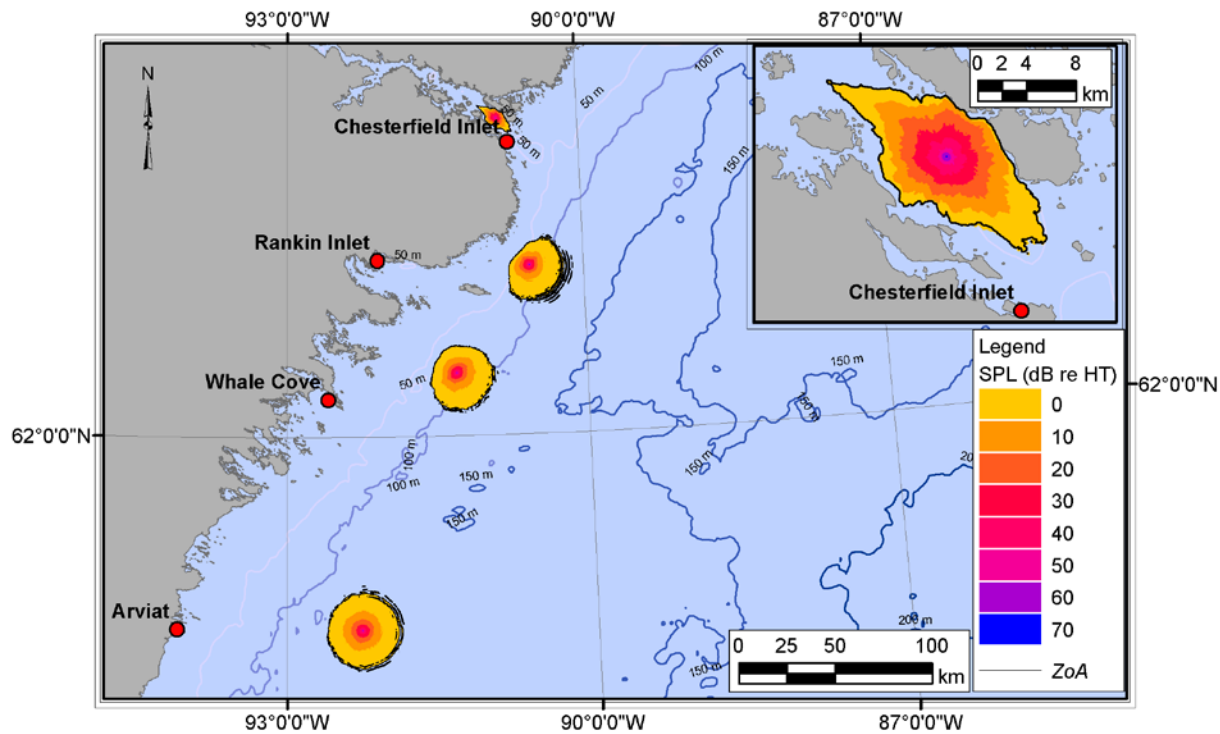 93°0'0"W 90°0'0"W 87°0'0"W
N
100 m
50 m
0 2 4 8
km
Chesterfield Inlet
50 m
150 m
Rankin Inlet
50 m
Chesterfield Inlet
Legend
SPL (dB re HT)
0
10
20
30
40
50
60
70
ZoA
Whale Cove
50 m
150 m
150 m
62°0'0"N
62°0'0"W
100 m
100 m
150 m
150 m
150 m
Arviat
200 m
150 m
0 25 50 100
km
93°0'0"W 90°0'0"W 87°0'0"W